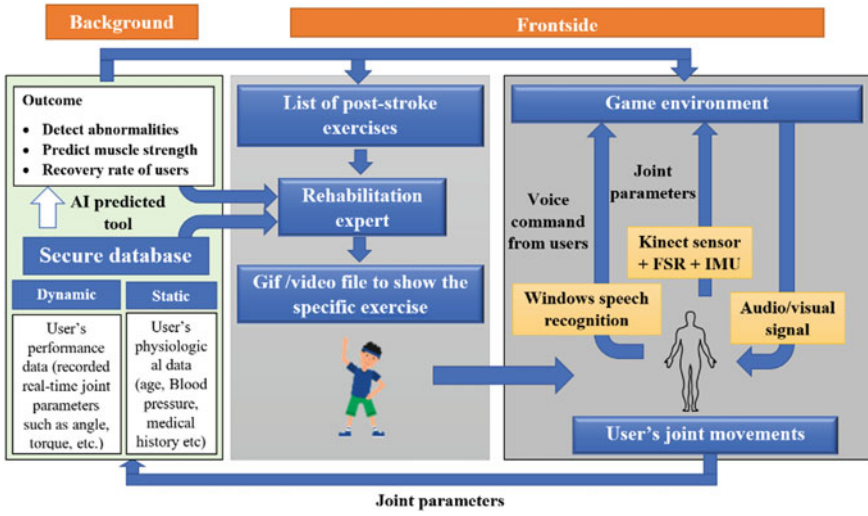 Background
Frontside
Outcome
• Detect abnormalities
• Predict muscle strength
• Recovery rate of users
AI predicted
tool
Secure database
Dynamic
Static
User's
performance
data (recorded
real-time joint
parameters
such as angle,
torque, etc.)
User's
physiologic
al data
(age, Blood
pressure,
medical
history etc)
List of post-stroke
exercises
Rehabilitation
expert
Gif /video file to show the
specific exercise
Game environment
Voice
command
from users
Joint
parameters
Kinect sensor
+ FSR + IMU
Windows speech
recognition
Audio/visual
signal
User's joint movements
Joint parameters